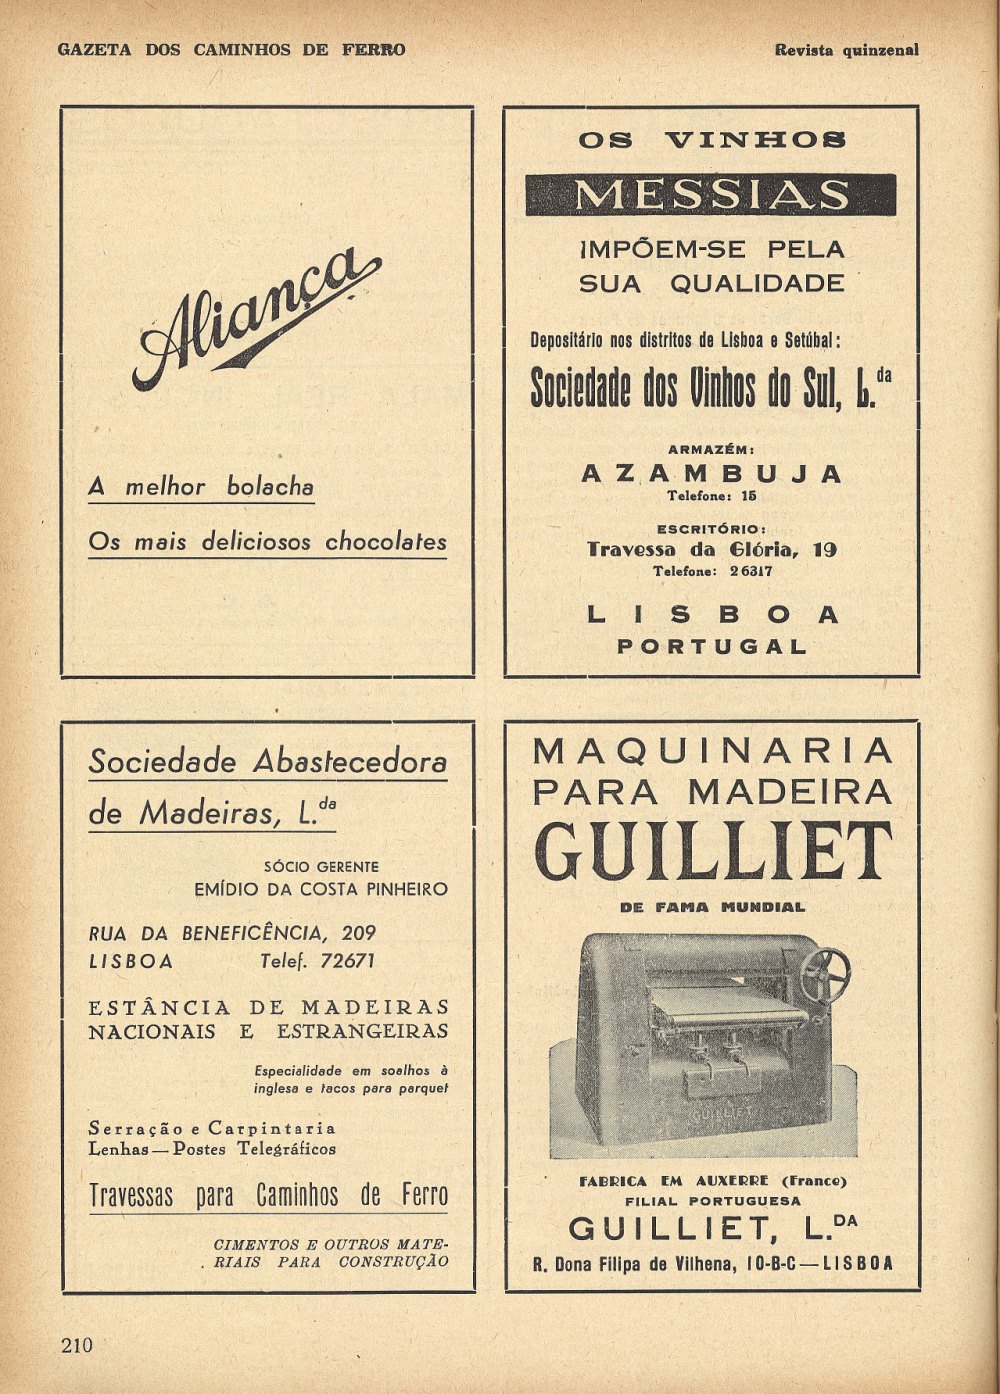 GAZETA DOS CAMINHOS DE FERRO
Revista quinzenal
Aliança
A melhor bolacha
Os mais deliciosos chocolates
OS VINHOS
MESSIAS
IMPÕEM-SE PELA
SUA QUALIDADE
Depositário nos distritos de Lisboa e Setúbal:
Sociedade dos Vinhos do Sul, L.da
ARMAZÉM:
AZAMBUJA
Telefone: 15
ESCRITÓRIO:
Travessa da Glória, 19
Telefone: 26317
LISBOA
PORTUGAL
Sociedade Abastecedora
de Madeiras, L.da
SÓCIO GERENTE
EMÍDIO DA COSTA PINHEIRO
RUA DA BENEFICÊNCIA, 209
LISBOA Telef. 72671
ESTÂNCIA DE MADEIRAS
NACIONAIS E ESTRANGEIRAS
Especialidade em soalhos à
inglesa e tacos para parquet
Serração e Carpintaria
Lenhas — Postes Telegráficos
Travessas para Caminhos de Ferro
CIMENTOS E OUTROS MATE-
RIAIS PARA CONSTRUÇÃO
MAQUINARIA
PARA MADEIRA
GUILLIET
DE FAMA MUNDIAL
GUILLIET
FABRICA EM AUXERRE (France)
FILIAL PORTUGUESA
GUILLIET, L.DA
R. Dona Filipa de Vilhena, 10-B-C — LISBOA
210